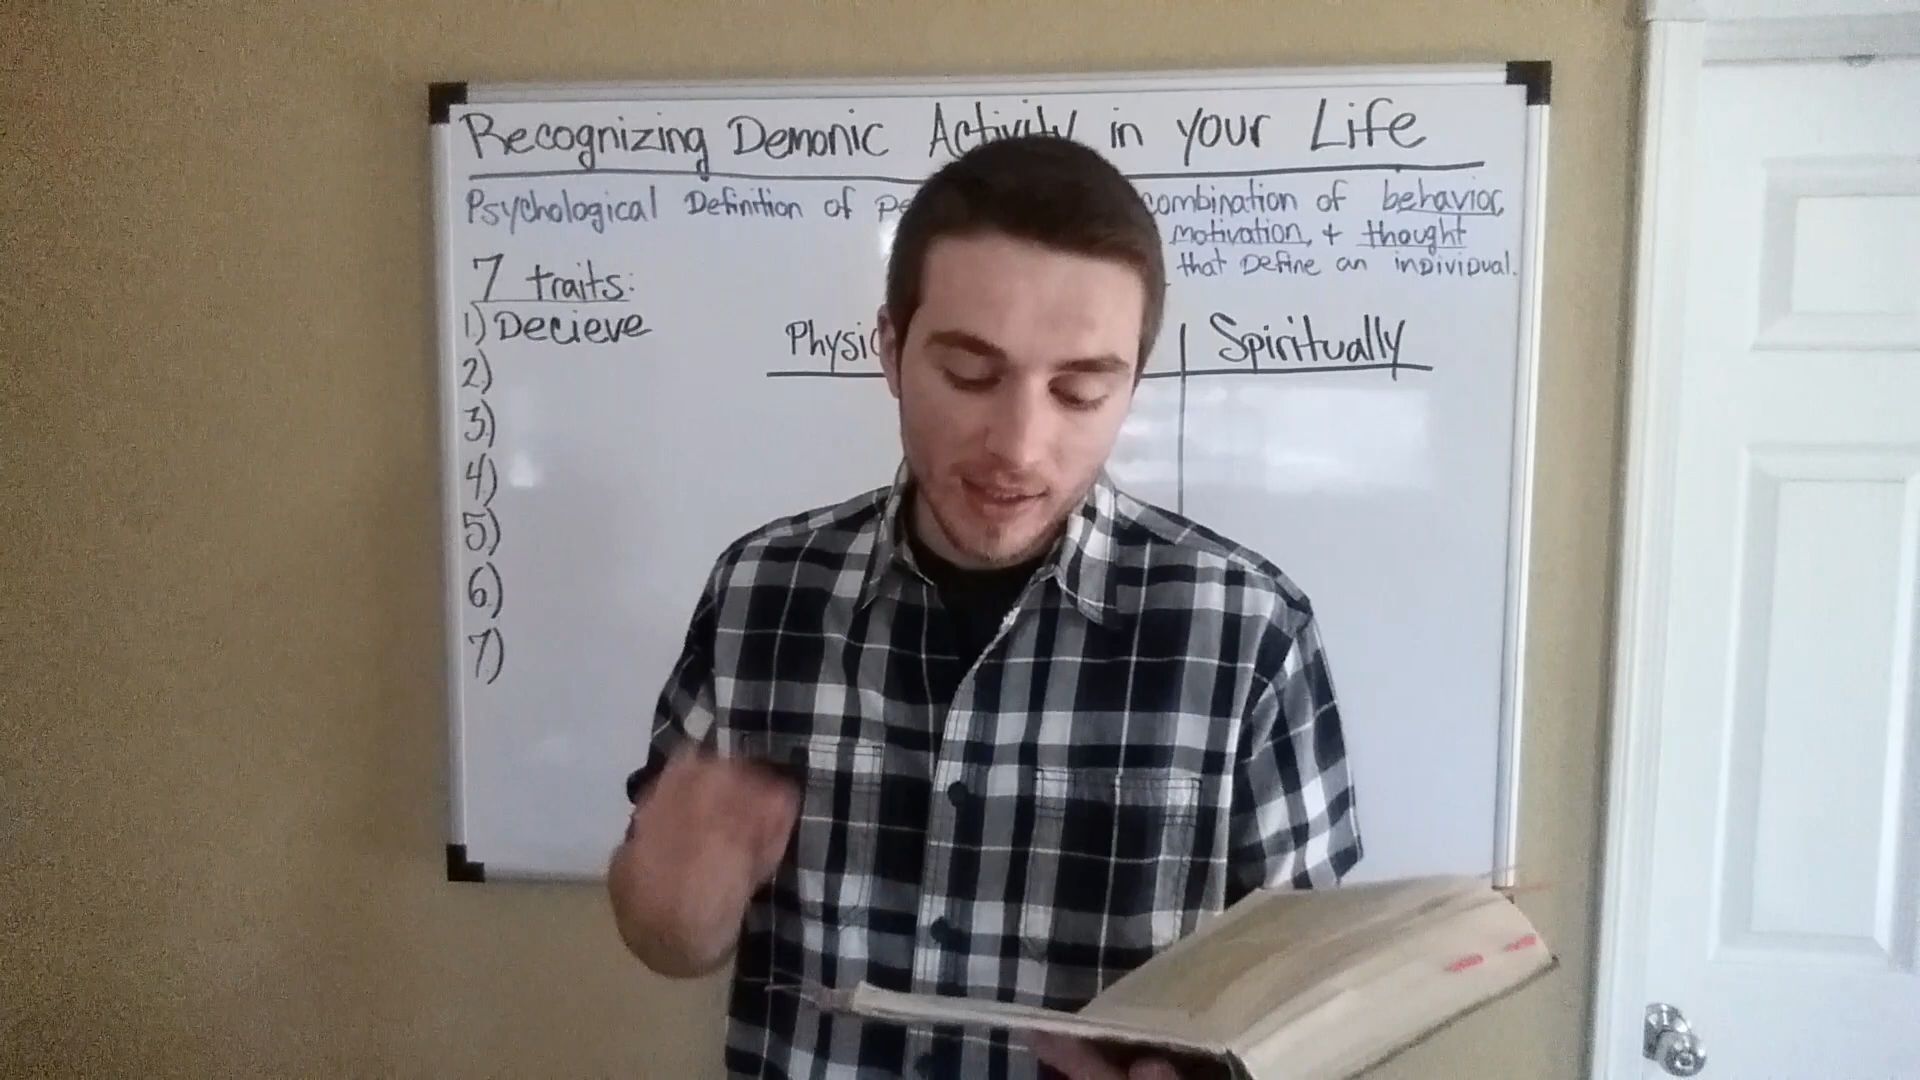 Recognizing Demonic Activity in your Life
Psychological Definition of combination of behavior,
motivation, + thought
that Define an inDiviDual.
7 traits:
1) Decieve
Spiritually
2)
3)
4)
5)
6)
7)